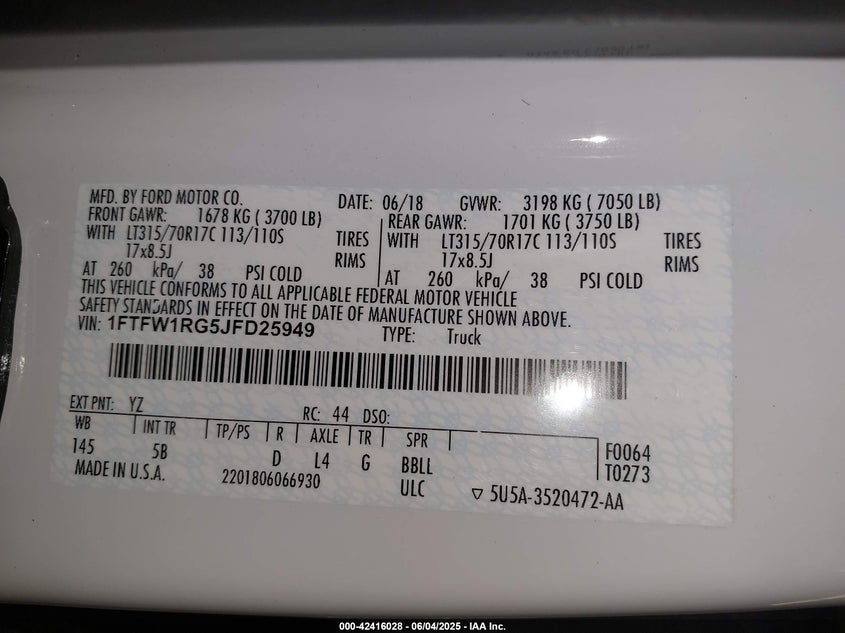 MFD. BY FORD MOTOR CO. DATE: 06/18 GVWR: 3198 KG ( 7050 LB)
FRONT GAWR: 1678 KG ( 3700 LB) REAR GAWR: 1701 KG ( 3750 LB)
WITH LT315/70R17C 113/110S TIRES WITH LT315/70R17C 113/110S TIRES
17x8.5J RIMS 17x8.5J RIMS
AT 260 kPa/ 38 PSI COLD AT 260 kPa/ 38 PSI COLD
THIS VEHICLE CONFORMS TO ALL APPLICABLE FEDERAL MOTOR VEHICLE
SAFETY STANDARDS IN EFFECT ON THE DATE OF MANUFACTURE SHOWN ABOVE.
VIN: 1FTFW1RG5JFD25949 TYPE: Truck
EXT PNT: YZ RC: 44 DSO:
WB INT TR TP/PS R AXLE TR SPR F0064
145 5B D L4 G BBLL T0273
MADE IN U.S.A. 2201806066930 ULC 5U5A-3520472-AA
000-42416028 - 06/04/2025 - IAA Inc.